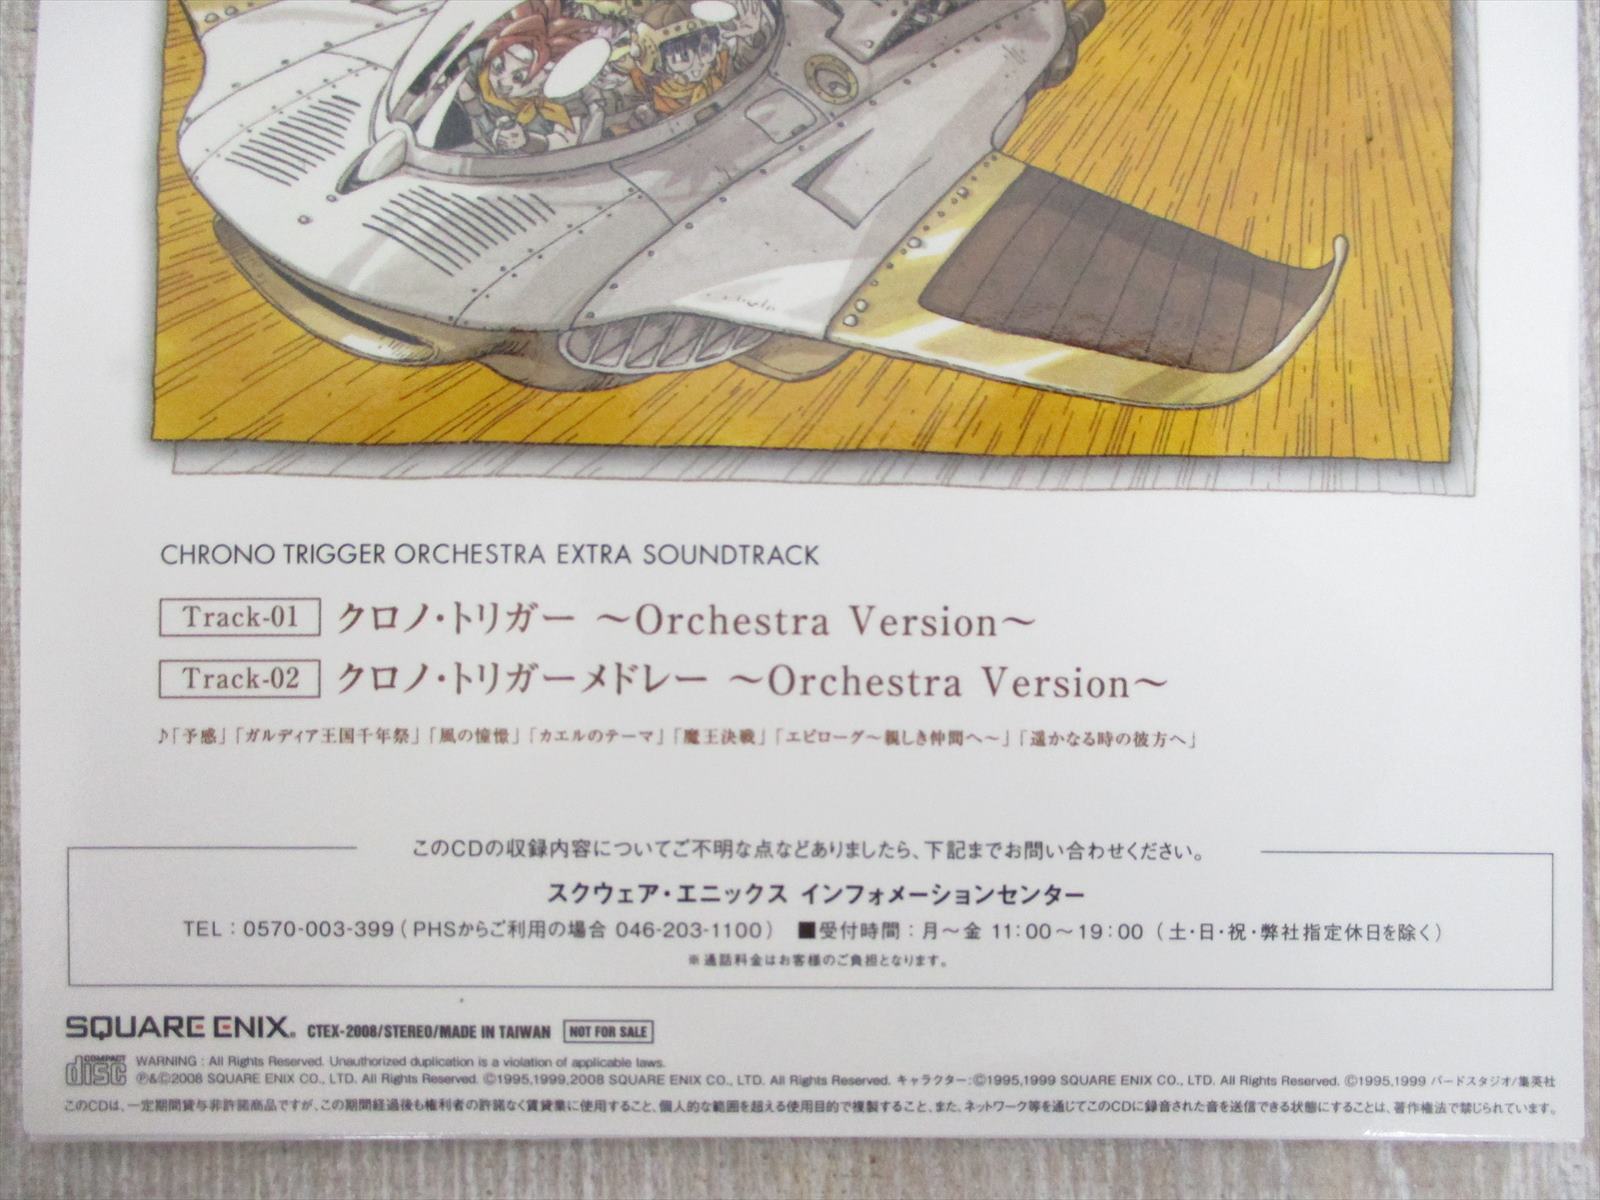 CHRONO TRIGGER ORCHESTRA EXTRA SOUNDTRACK
Track-01 クロノ・トリガー ～Orchestra Version～
Track-02 クロノ・トリガーメドレー ～Orchestra Version～
♪「予感」「ガルディア王国千年祭」「風の憧憬」「カエルのテーマ」「魔王決戦」「エピローグ～親しき仲間へ～」「遥かなる時の彼方へ」
このCDの収録内容についてご不明な点などありましたら、下記までお問い合わせください。
スクウェア・エニックス インフォメーションセンター
TEL：0570-003-399（PHSからご利用の場合 046-203-1100） ■受付時間：月～金 11:00～19:00（土・日・祝・弊社指定休日を除く）
※通話料金はお客様のご負担となります。
SQUARE ENIX. CTEX-2008/STEREO/MADE IN TAIWAN NOT FOR SALE
COMPACT disc WARNING : All Rights Reserved. Unauthorized duplication is a violation of applicable laws.
Ⓟ&©2008 SQUARE ENIX CO., LTD. All Rights Reserved. ©1995,1999,2008 SQUARE ENIX CO., LTD. All Rights Reserved. キャラクター:©1995,1999 SQUARE ENIX CO., LTD. All Rights Reserved. ©1995,1999 バードスタジオ/集英社
このCDは、一定期間貸与非許諾商品ですが、この期間経過後も権利者の許諾なく賃貸業に使用すること、個人的な範囲を超える使用目的で複製すること、また、ネットワーク等を通じてこのCDに録音された音を送信できる状態にすることは、著作権法で禁じられています。